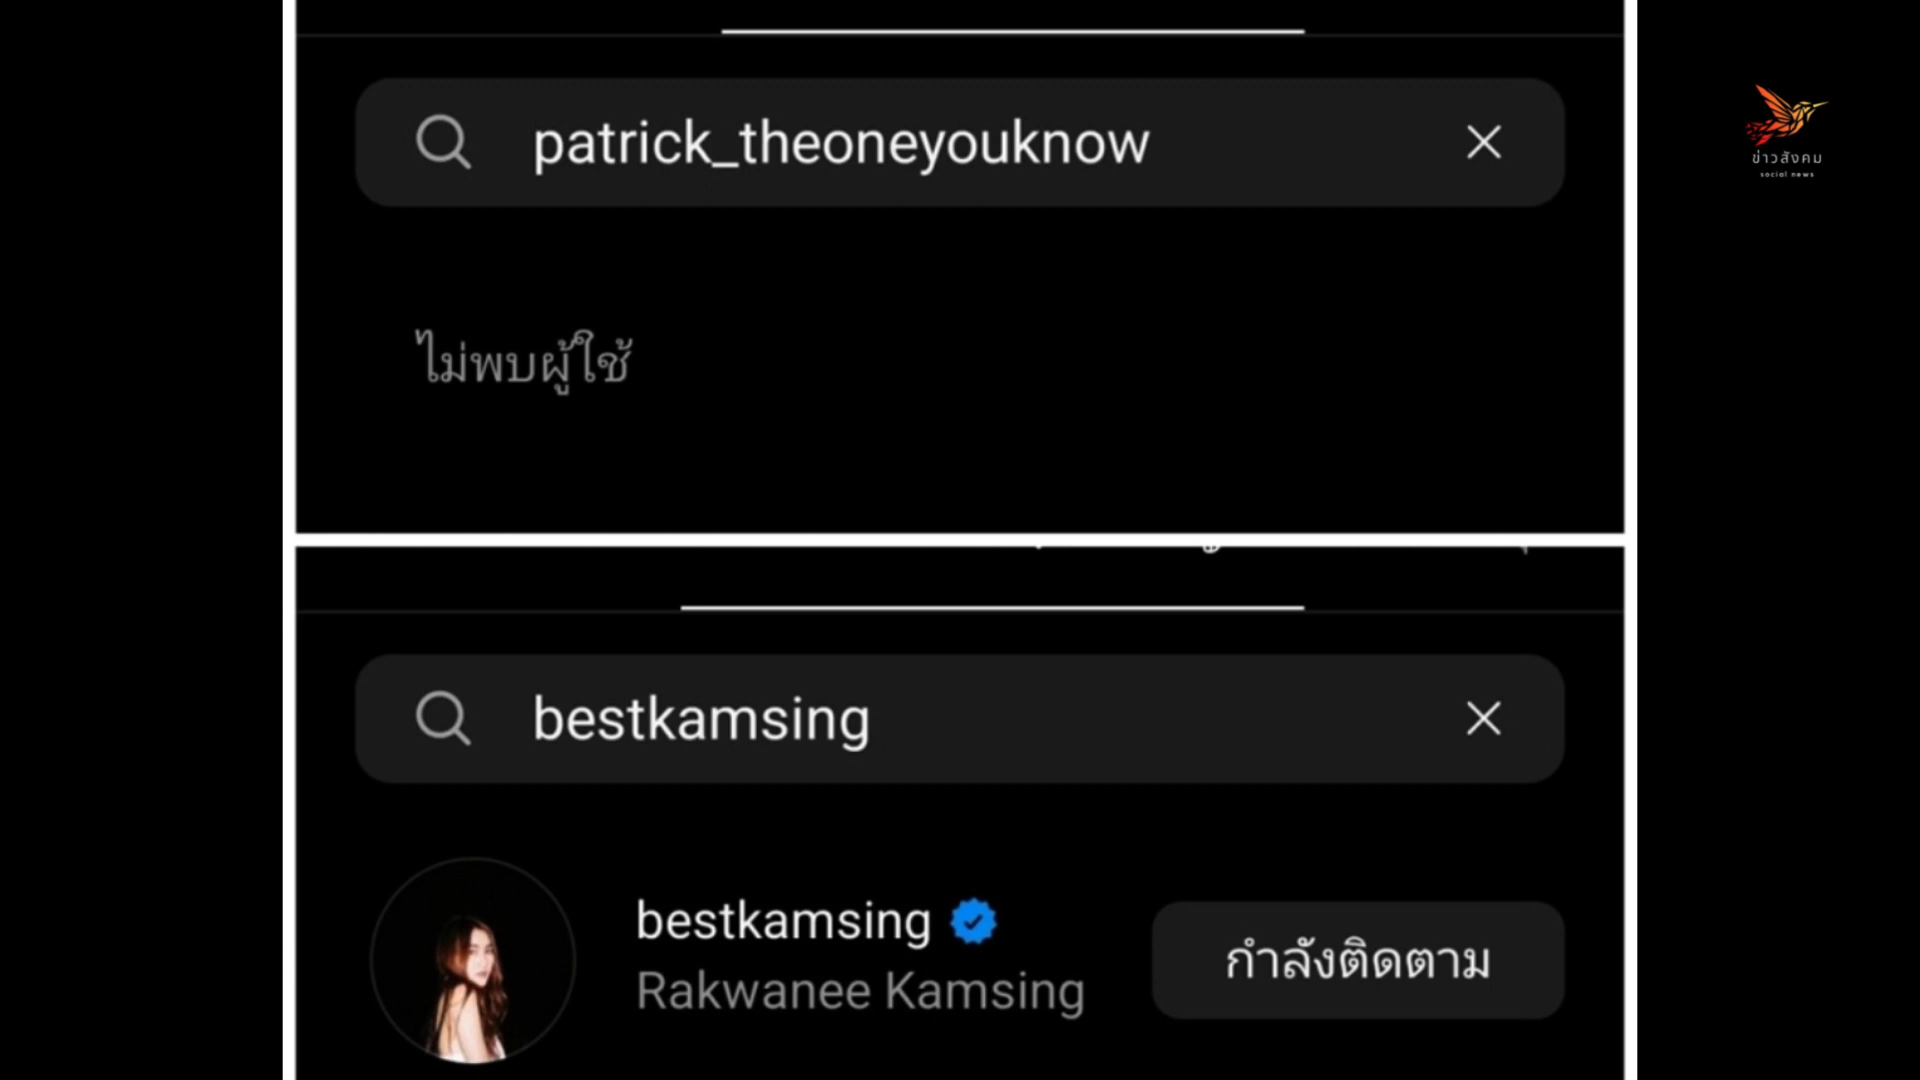 patrick_theoneyouknow
ข่าวสังคม
social news
ไม่พบผู้ใช้
bestkamsing
bestkamsing
Rakwanee Kamsing
กำลังติดตาม